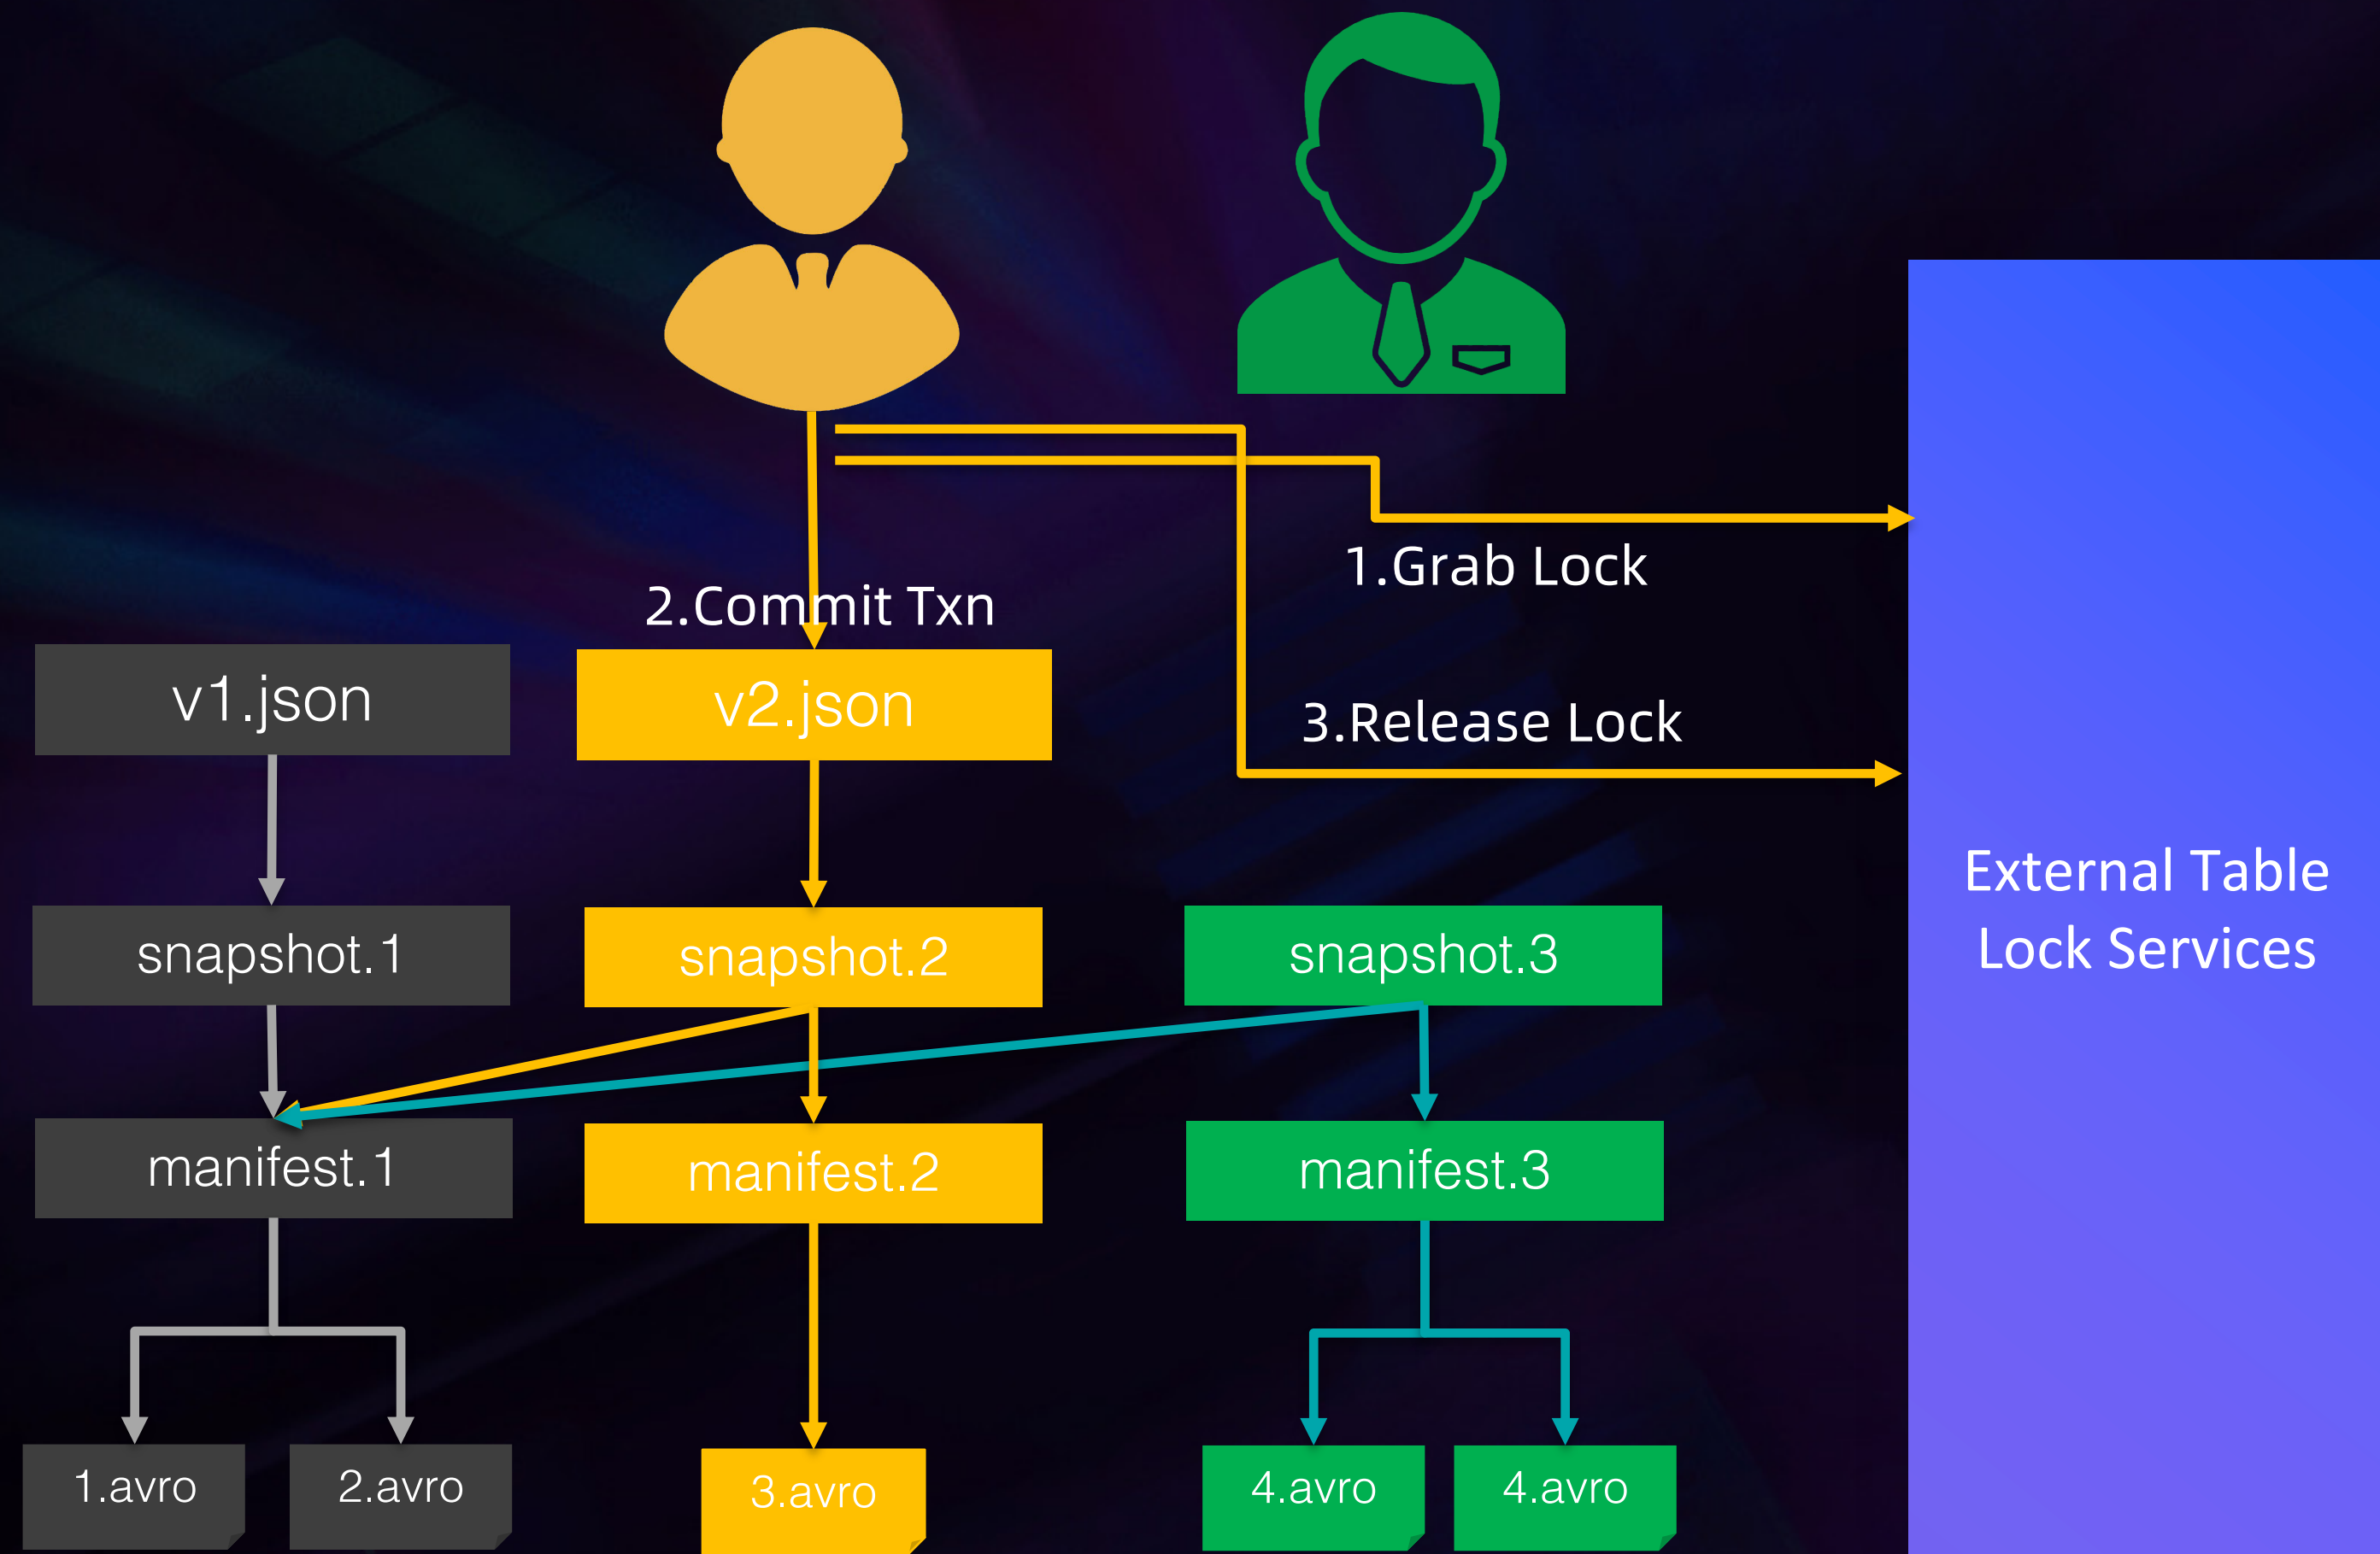 1.Grab Lock
2.Commit Txn
v1.json
v2.json
3.Release Lock
External Table
Lock Services
snapshot.1
snapshot.2
snapshot.3
manifest.1
manifest.2
manifest.3
1.avro
2.avro
3.avro
4.avro
4.avro